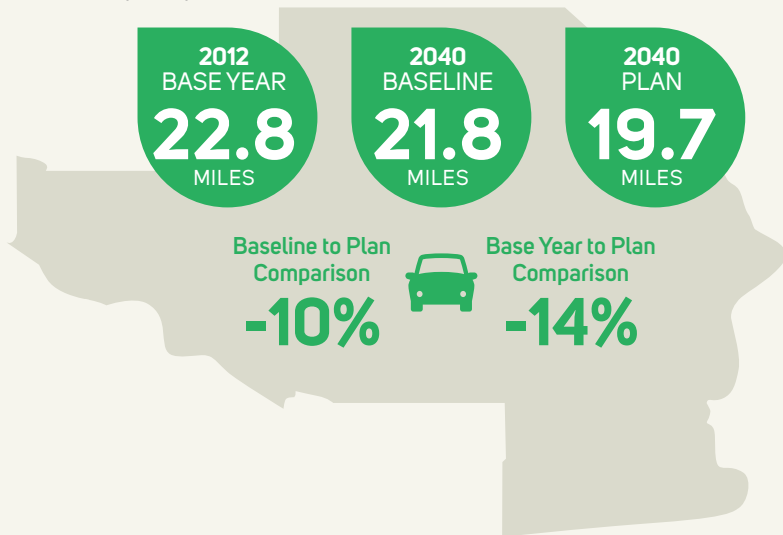 2012
BASE YEAR
22.8
MILES
2040
BASELINE
21.8
MILES
2040
PLAN
19.7
MILES
Baseline to Plan
Comparison
-10%
Base Year to Plan
Comparison
-14%